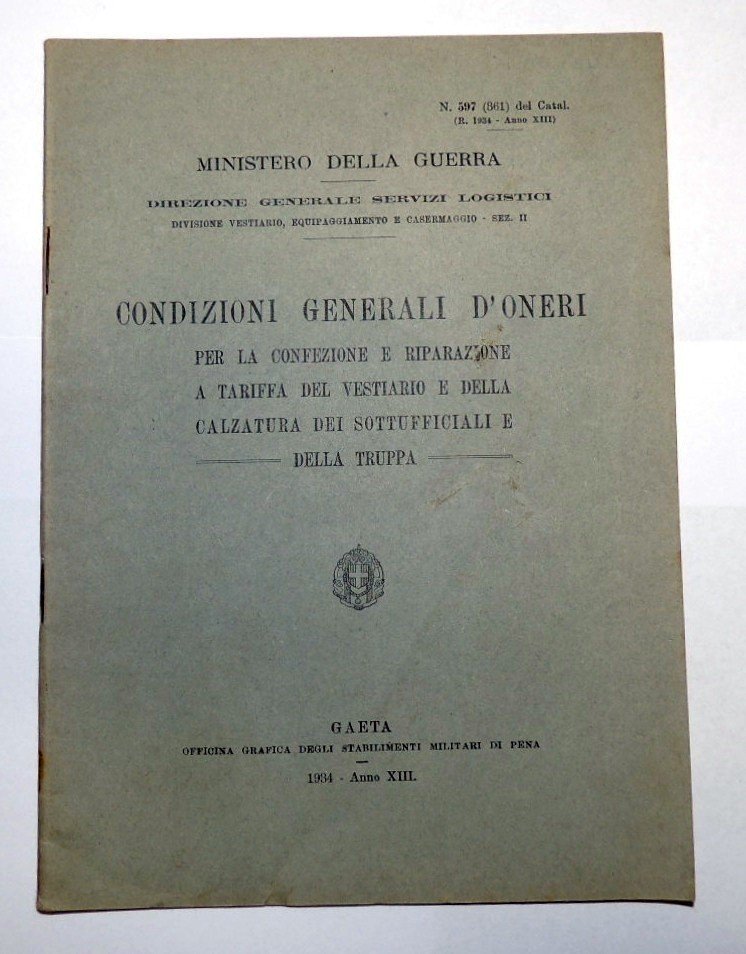 N. 597 (861) del Catal.
(R. 1934 - Anno XIII)
MINISTERO DELLA GUERRA
DIREZIONE GENERALE SERVIZI LOGISTICI
DIVISIONE VESTIARIO, EQUIPAGGIAMENTO E CASERMAGGIO - SEZ. II
CONDIZIONI GENERALI D'ONERI
PER LA CONFEZIONE E RIPARAZIONE
A TARIFFA DEL VESTIARIO E DELLA
CALZATURA DEI SOTTUFFICIALI E
DELLA TRUPPA
GAETA
OFFICINA GRAFICA DEGLI STABILIMENTI MILITARI DI PENA
1934 - Anno XIII.